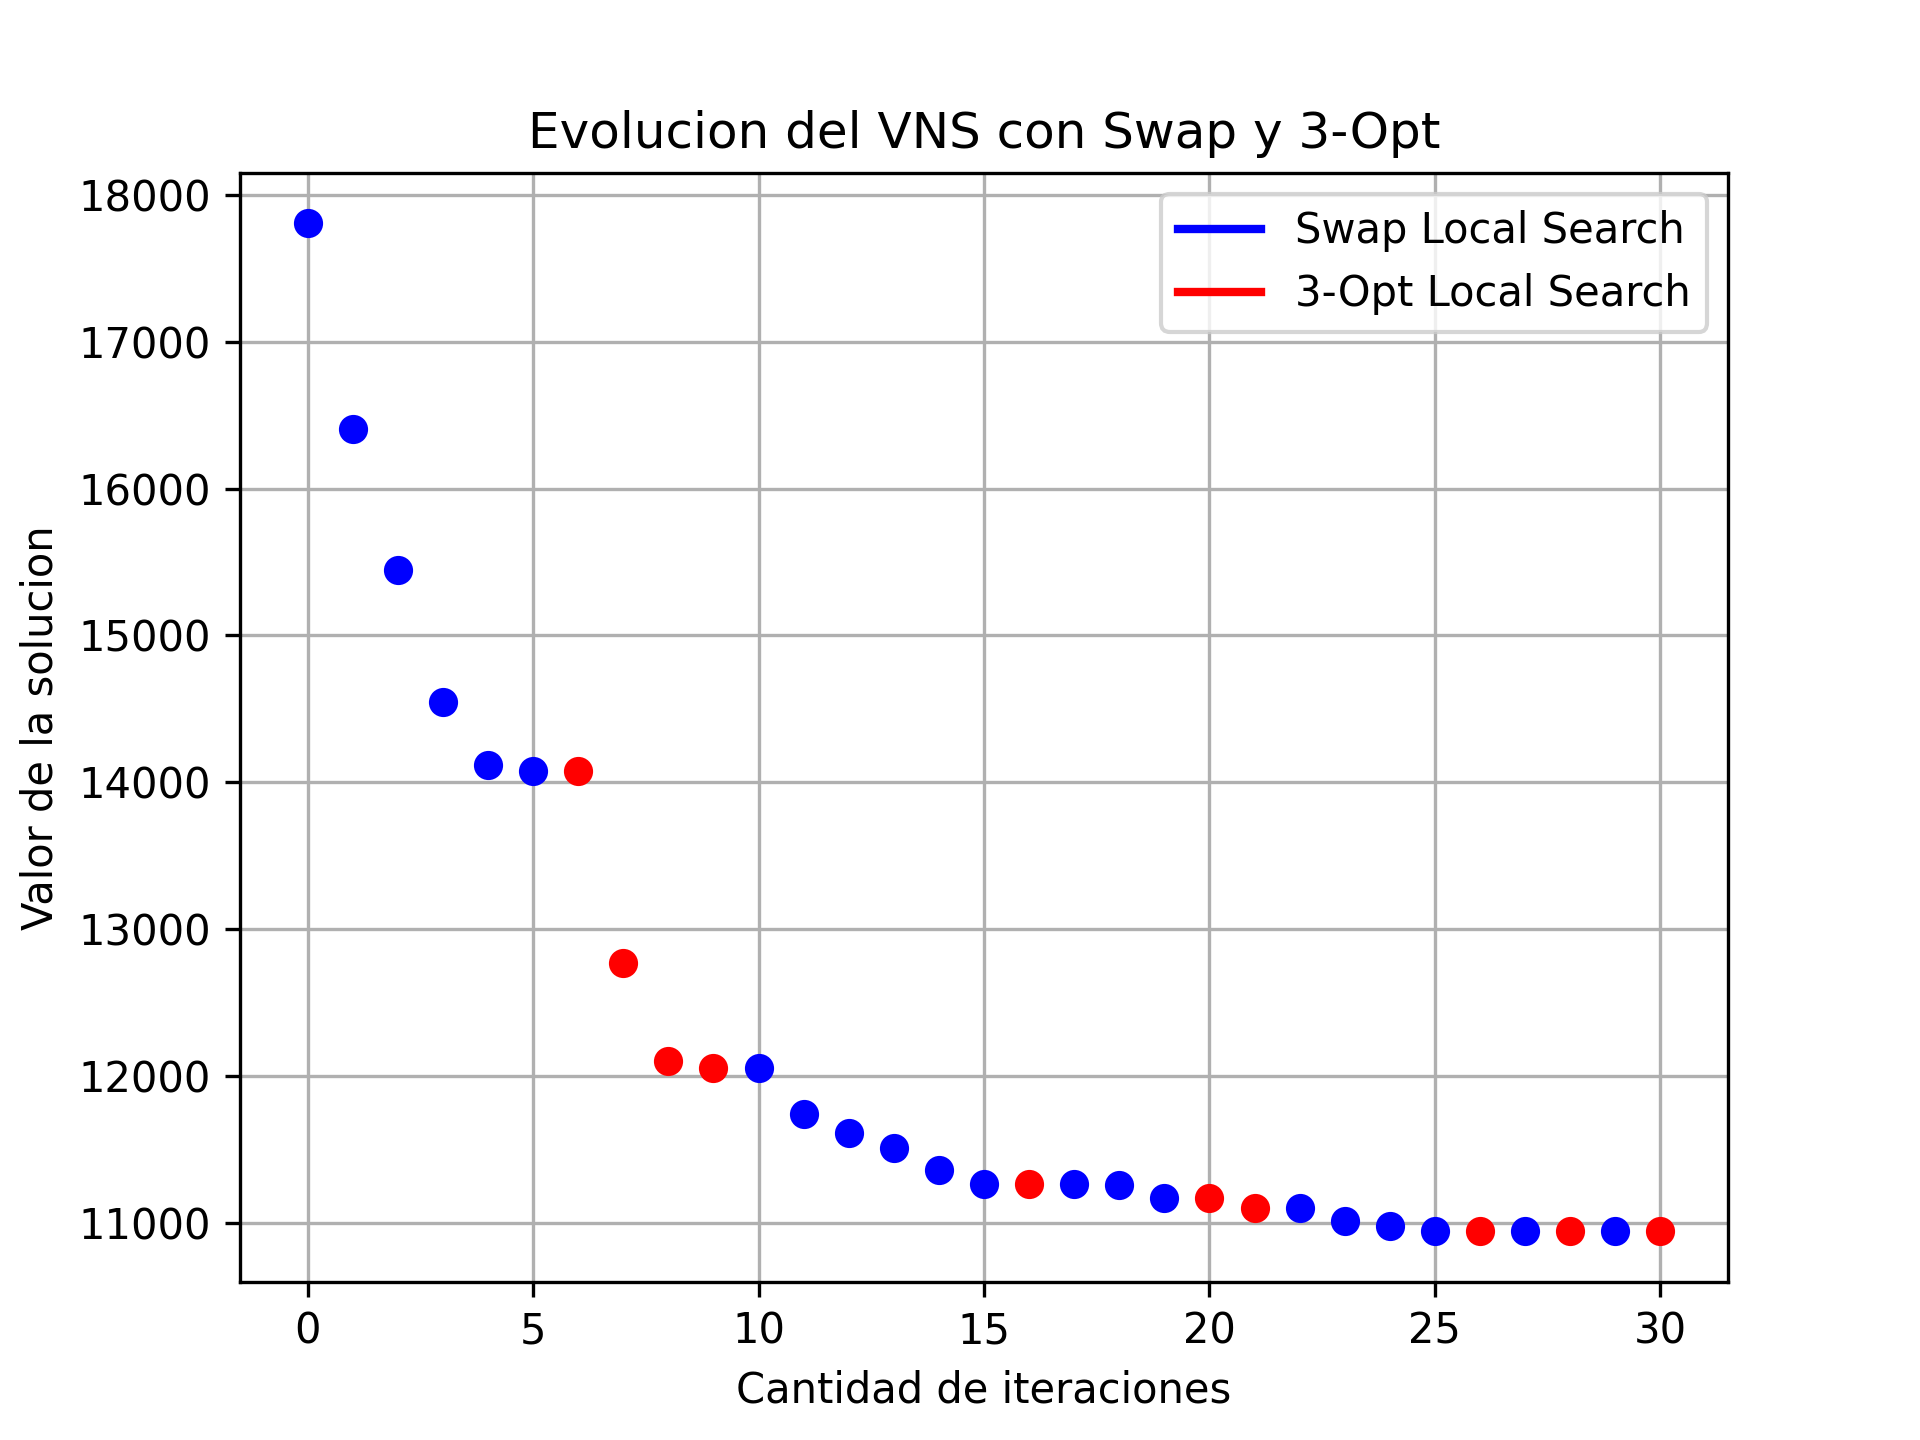 Evolucion del VNS con Swap y 3-Opt
Swap Local Search
3-Opt Local Search
18000
17000
16000
15000
14000
13000
12000
11000
Valor de la solucion
0 5 10 15 20 25 30
Cantidad de iteraciones